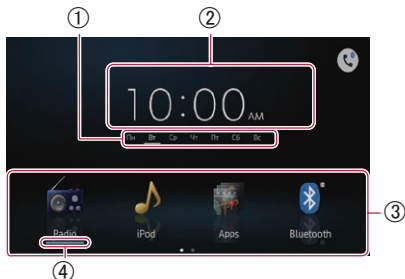 ① ②
10:00 AM
Пн Вт Ср Чт Пт Сб Вс
③
Radio iPod Apps Bluetooth
④